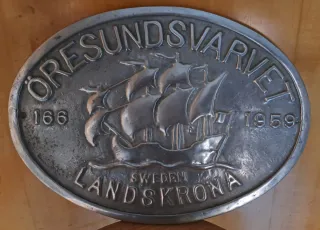 ÖRESUNDSVARVET
166 1959
SWEDEN
LANDSKRONA